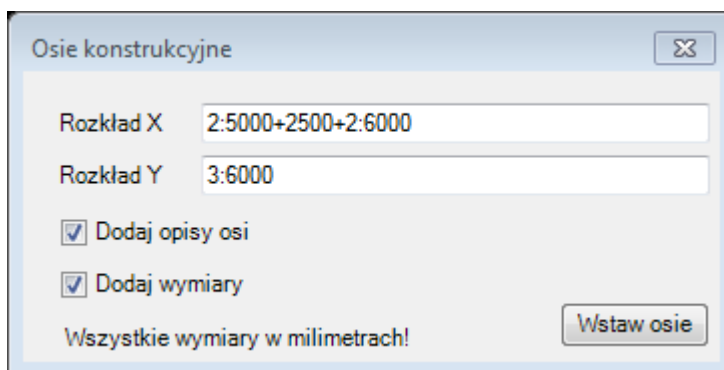 Osie konstrukcyjne
Rozkład X 2:5000+2500+2:6000
Rozkład Y 3:6000
Dodaj opisy osi
Dodaj wymiary
Wszystkie wymiary w milimetrach! Wstaw osie